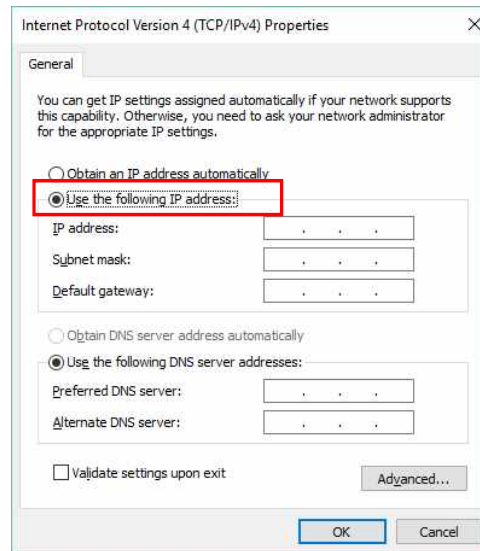 Internet Protocol Version 4 (TCP/IPv4) Properties
General
You can get IP settings assigned automatically if your network supports
this capability. Otherwise, you need to ask your network administrator
for the appropriate IP settings.
Obtain an IP address automatically
Use the following IP address:
IP address:
Subnet mask:
Default gateway:
Obtain DNS server address automatically
Use the following DNS server addresses:
Preferred DNS server:
Alternate DNS server:
Validate settings upon exit
Advanced...
OK
Cancel